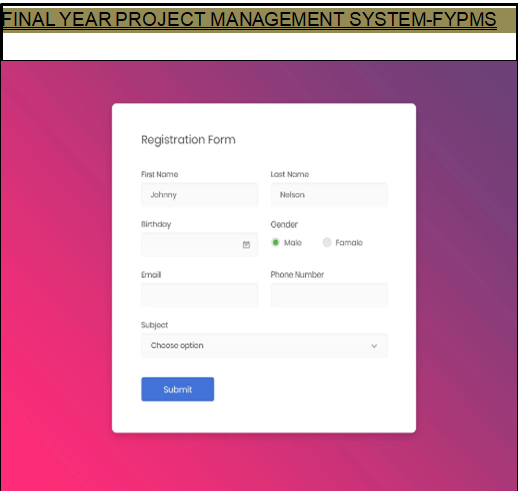 FINAL YEAR PROJECT MANAGEMENT SYSTEM-FYPMS
Registration Form
First Name Last Name
Johnny Nelson
Birthday Gender
Male Famale
Email Phone Number
Subject
Choose option
Submit